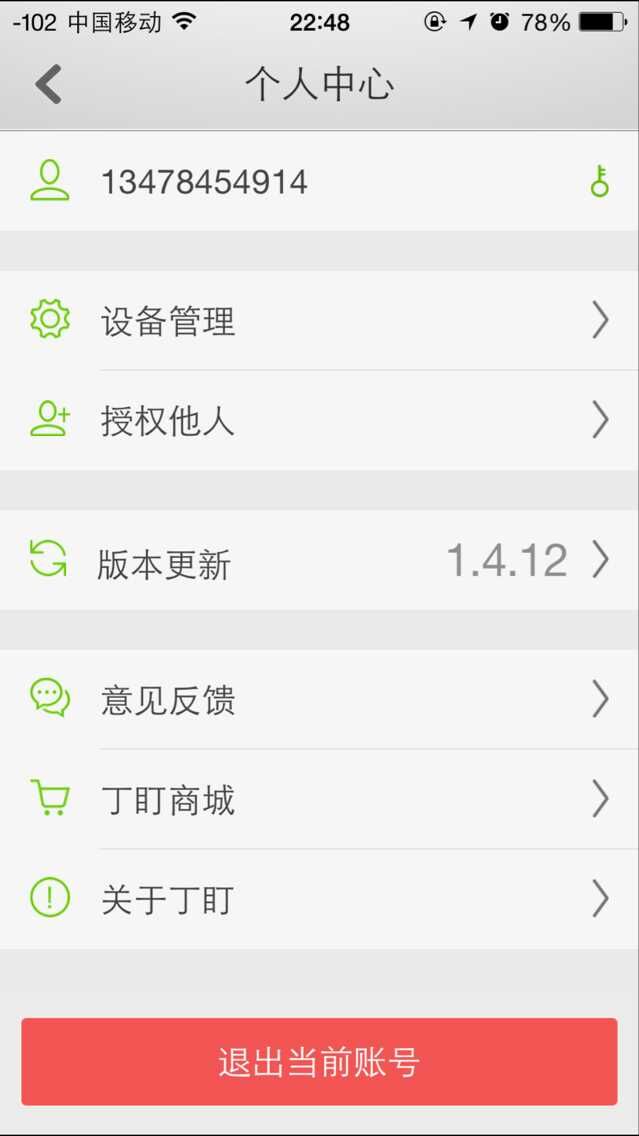 -102 中国移动 22:48 78%
个人中心
13478454914
设备管理
授权他人
版本更新 1.4.12
意见反馈
丁盯商城
关于丁盯
退出当前账号